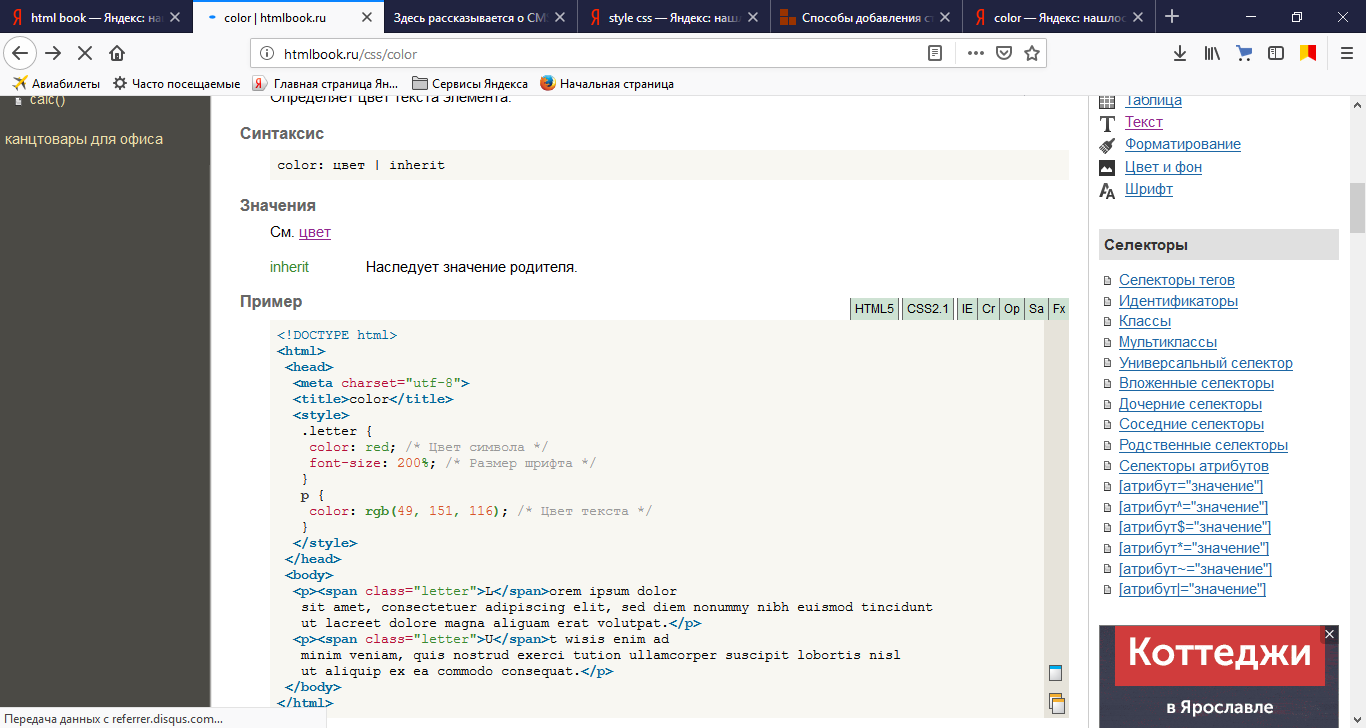 html book — Яндекс: на
color | htmlbook.ru
Здесь рассказывается о CMS
style css — Яндекс: наш
Способы добавления ст
color — Яндекс: нашлос
htmlbook.ru/css/color
Авиабилеты
Часто посещаемые
Главная страница Ян...
Сервисы Яндекса
Начальная страница
calc()
канцтовары для офиса
Определяет цвет текста элемента.
Синтаксис
color: цвет | inherit
Значения
См. цвет
inherit Наследует значение родителя.
Пример
HTML5 CSS2.1 IE Cr Op Sa Fx
<!DOCTYPE html>
<html>
<head>
<meta charset="utf-8">
<title>color</title>
<style>
.letter {
color: red; /* Цвет символа */
font-size: 200%; /* Размер шрифта */
}
p {
color: rgb(49, 151, 116); /* Цвет текста */
}
</style>
</head>
<body>
<p><span class="letter">L</span>orem ipsum dolor
sit amet, consectetuer adipiscing elit, sed diem nonummy nibh euismod tincidunt
ut lacreet dolore magna aliguam erat volutpat.</p>
<p><span class="letter">U</span>t wisis enim ad
minim veniam, quis nostrud exerci tution ullamcorper suscipit lobortis nisl
ut aliquip ex ea commodo consequat.</p>
</body>
</html>
Таблица
Текст
Форматирование
Цвет и фон
Шрифт
Селекторы
Селекторы тегов
Идентификаторы
Классы
Мультиклассы
Универсальный селектор
Вложенные селекторы
Дочерние селекторы
Соседние селекторы
Родственные селекторы
Селекторы атрибутов
[атрибут="значение"]
[атрибут^="значение"]
[атрибут$="значение"]
[атрибут*="значение"]
[атрибут~="значение"]
[атрибут|="значение"]
Коттеджи
в Ярославле
Передача данных с referrer.disqus.com...